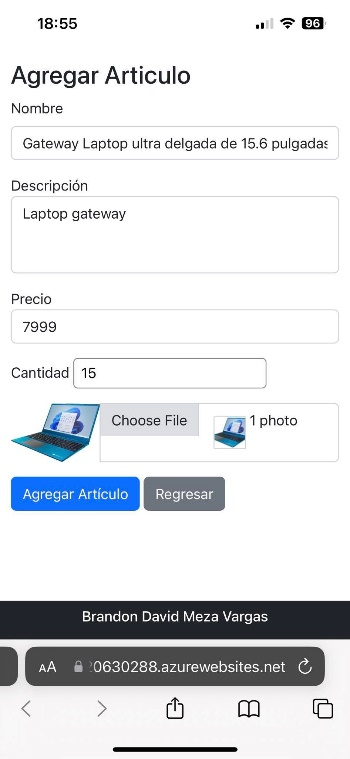 18:55
96
Agregar Articulo
Nombre
Gateway Laptop ultra delgada de 15.6 pulgadas
Descripción
Laptop gateway
Precio
7999
Cantidad 15
Choose File 1 photo
Agregar Artículo Regresar
Brandon David Meza Vargas
AA 0630288.azurewebsites.net